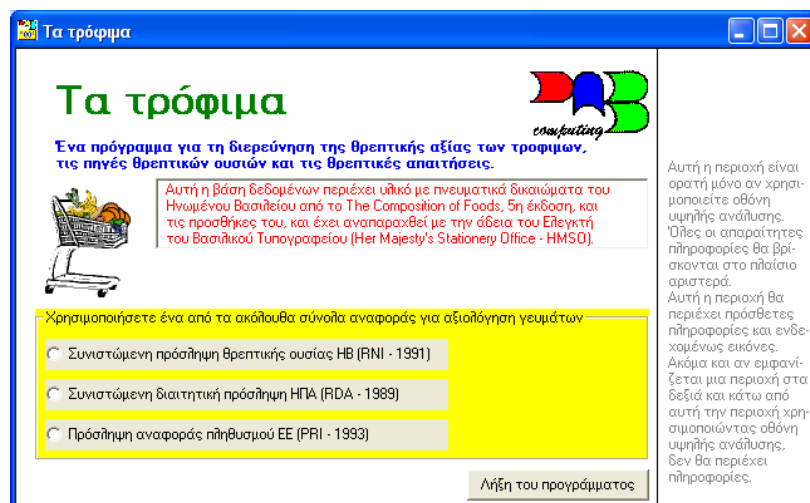 Τα τρόφιμα
Τα τρόφιμα
computing
Ένα πρόγραμμα για τη διερεύνηση της θρεπτικής αξίας των τροφιμων,
τις πηγές θρεπτικών ουσιών και τις θρεπτικές απαιτήσεις.
Αυτή η βάση δεδομένων περιέχει υλικό με πνευματικά δικαιώματα του
Ηνωμένου Βασιλείου από το The Composition of Foods, 5η έκδοση, και
τις προσθήκες του, και έχει αναπαραχθεί με την άδεια του Ελεγκτή
του Βασιλικού Τυπογραφείου (Her Majesty's Stationery Office - HMSO).
Χρησιμοποιήσετε ένα από τα ακόλουθα σύνολα αναφοράς για αξιολόγηση γευμάτων
Συνιστώμενη πρόσληψη θρεπτικής ουσίας ΗΒ (RNI - 1991)
Συνιστώμενη διαιτητική πρόσληψη ΗΠΑ (RDA - 1989)
Πρόσληψη αναφοράς πληθυσμού ΕΕ (PRI - 1993)
Λήξη του προγράμματος
Αυτή η περιοχή είναι
ορατή μόνο αν χρησι-
μοποιείτε οθόνη
υψηλής ανάλυσης.
Όλες οι απαραίτητες
πληροφορίες θα βρί-
σκονται στο πλαίσιο
αριστερά.
Αυτή η περιοχή θα
περιέχει πρόσθετες
πληροφορίες και ενδε-
χομένως εικόνες.
Ακόμα και αν εμφανί-
ζεται μια περιοχή στα
δεξιά και κάτω από
αυτή την περιοχή χρη-
σιμοποιώντας οθόνη
υψηλής ανάλυσης,
δεν θα περιέχει
πληροφορίες.